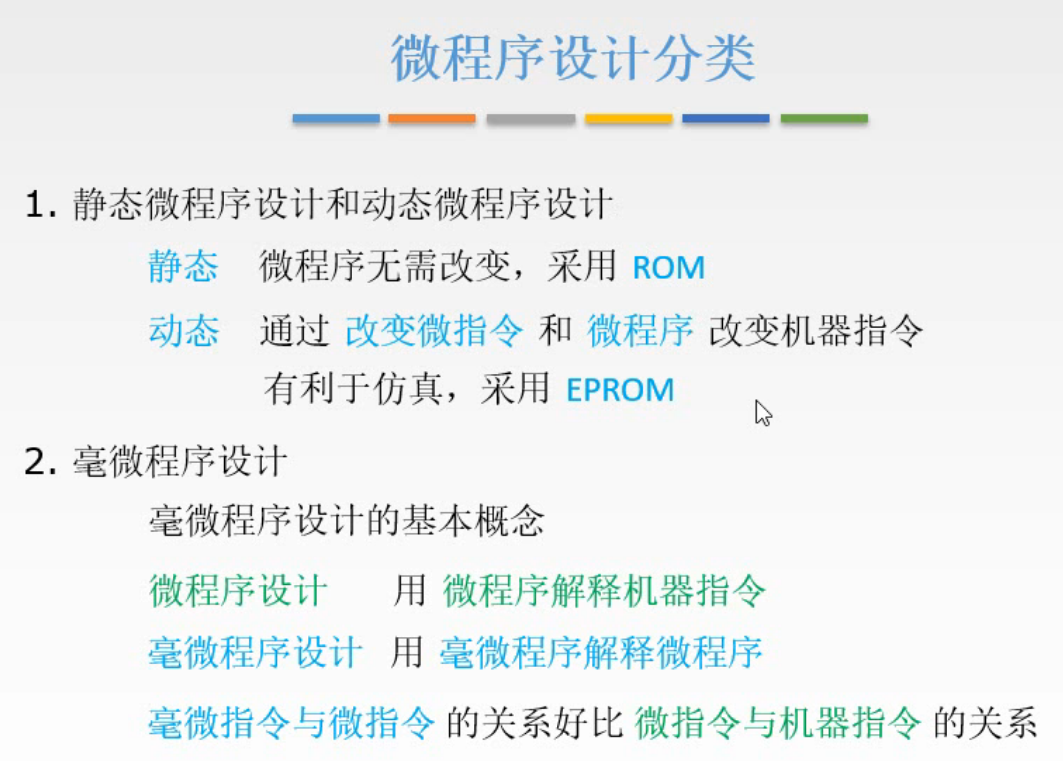 微程序设计分类
1. 静态微程序设计和动态微程序设计
静态 微程序无需改变，采用 ROM
动态 通过 改变微指令 和 微程序 改变机器指令
有利于仿真，采用 EPROM
2. 毫微程序设计
毫微程序设计的基本概念
微程序设计 用 微程序解释机器指令
毫微程序设计 用 毫微程序解释微程序
毫微指令与微指令 的关系好比 微指令与机器指令 的关系